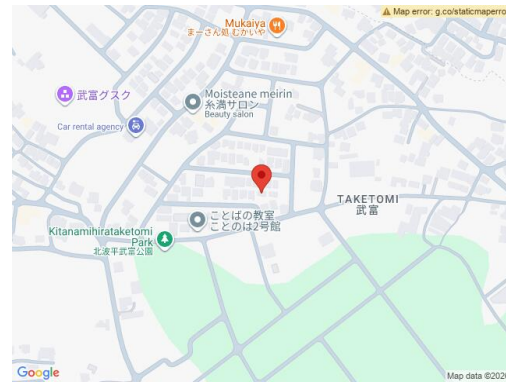 Map error: g.co/staticmaperro
Mukaiya
まーさん処 むかいや
武富グスク
Moisteane meirin
糸満サロン
Beauty salon
Car rental agency
TAKETOMI
武富
ことばの教室
ことのは2号館
Kitanamihirataketomi
Park
北波平武富公園
Google
Map data ©2026